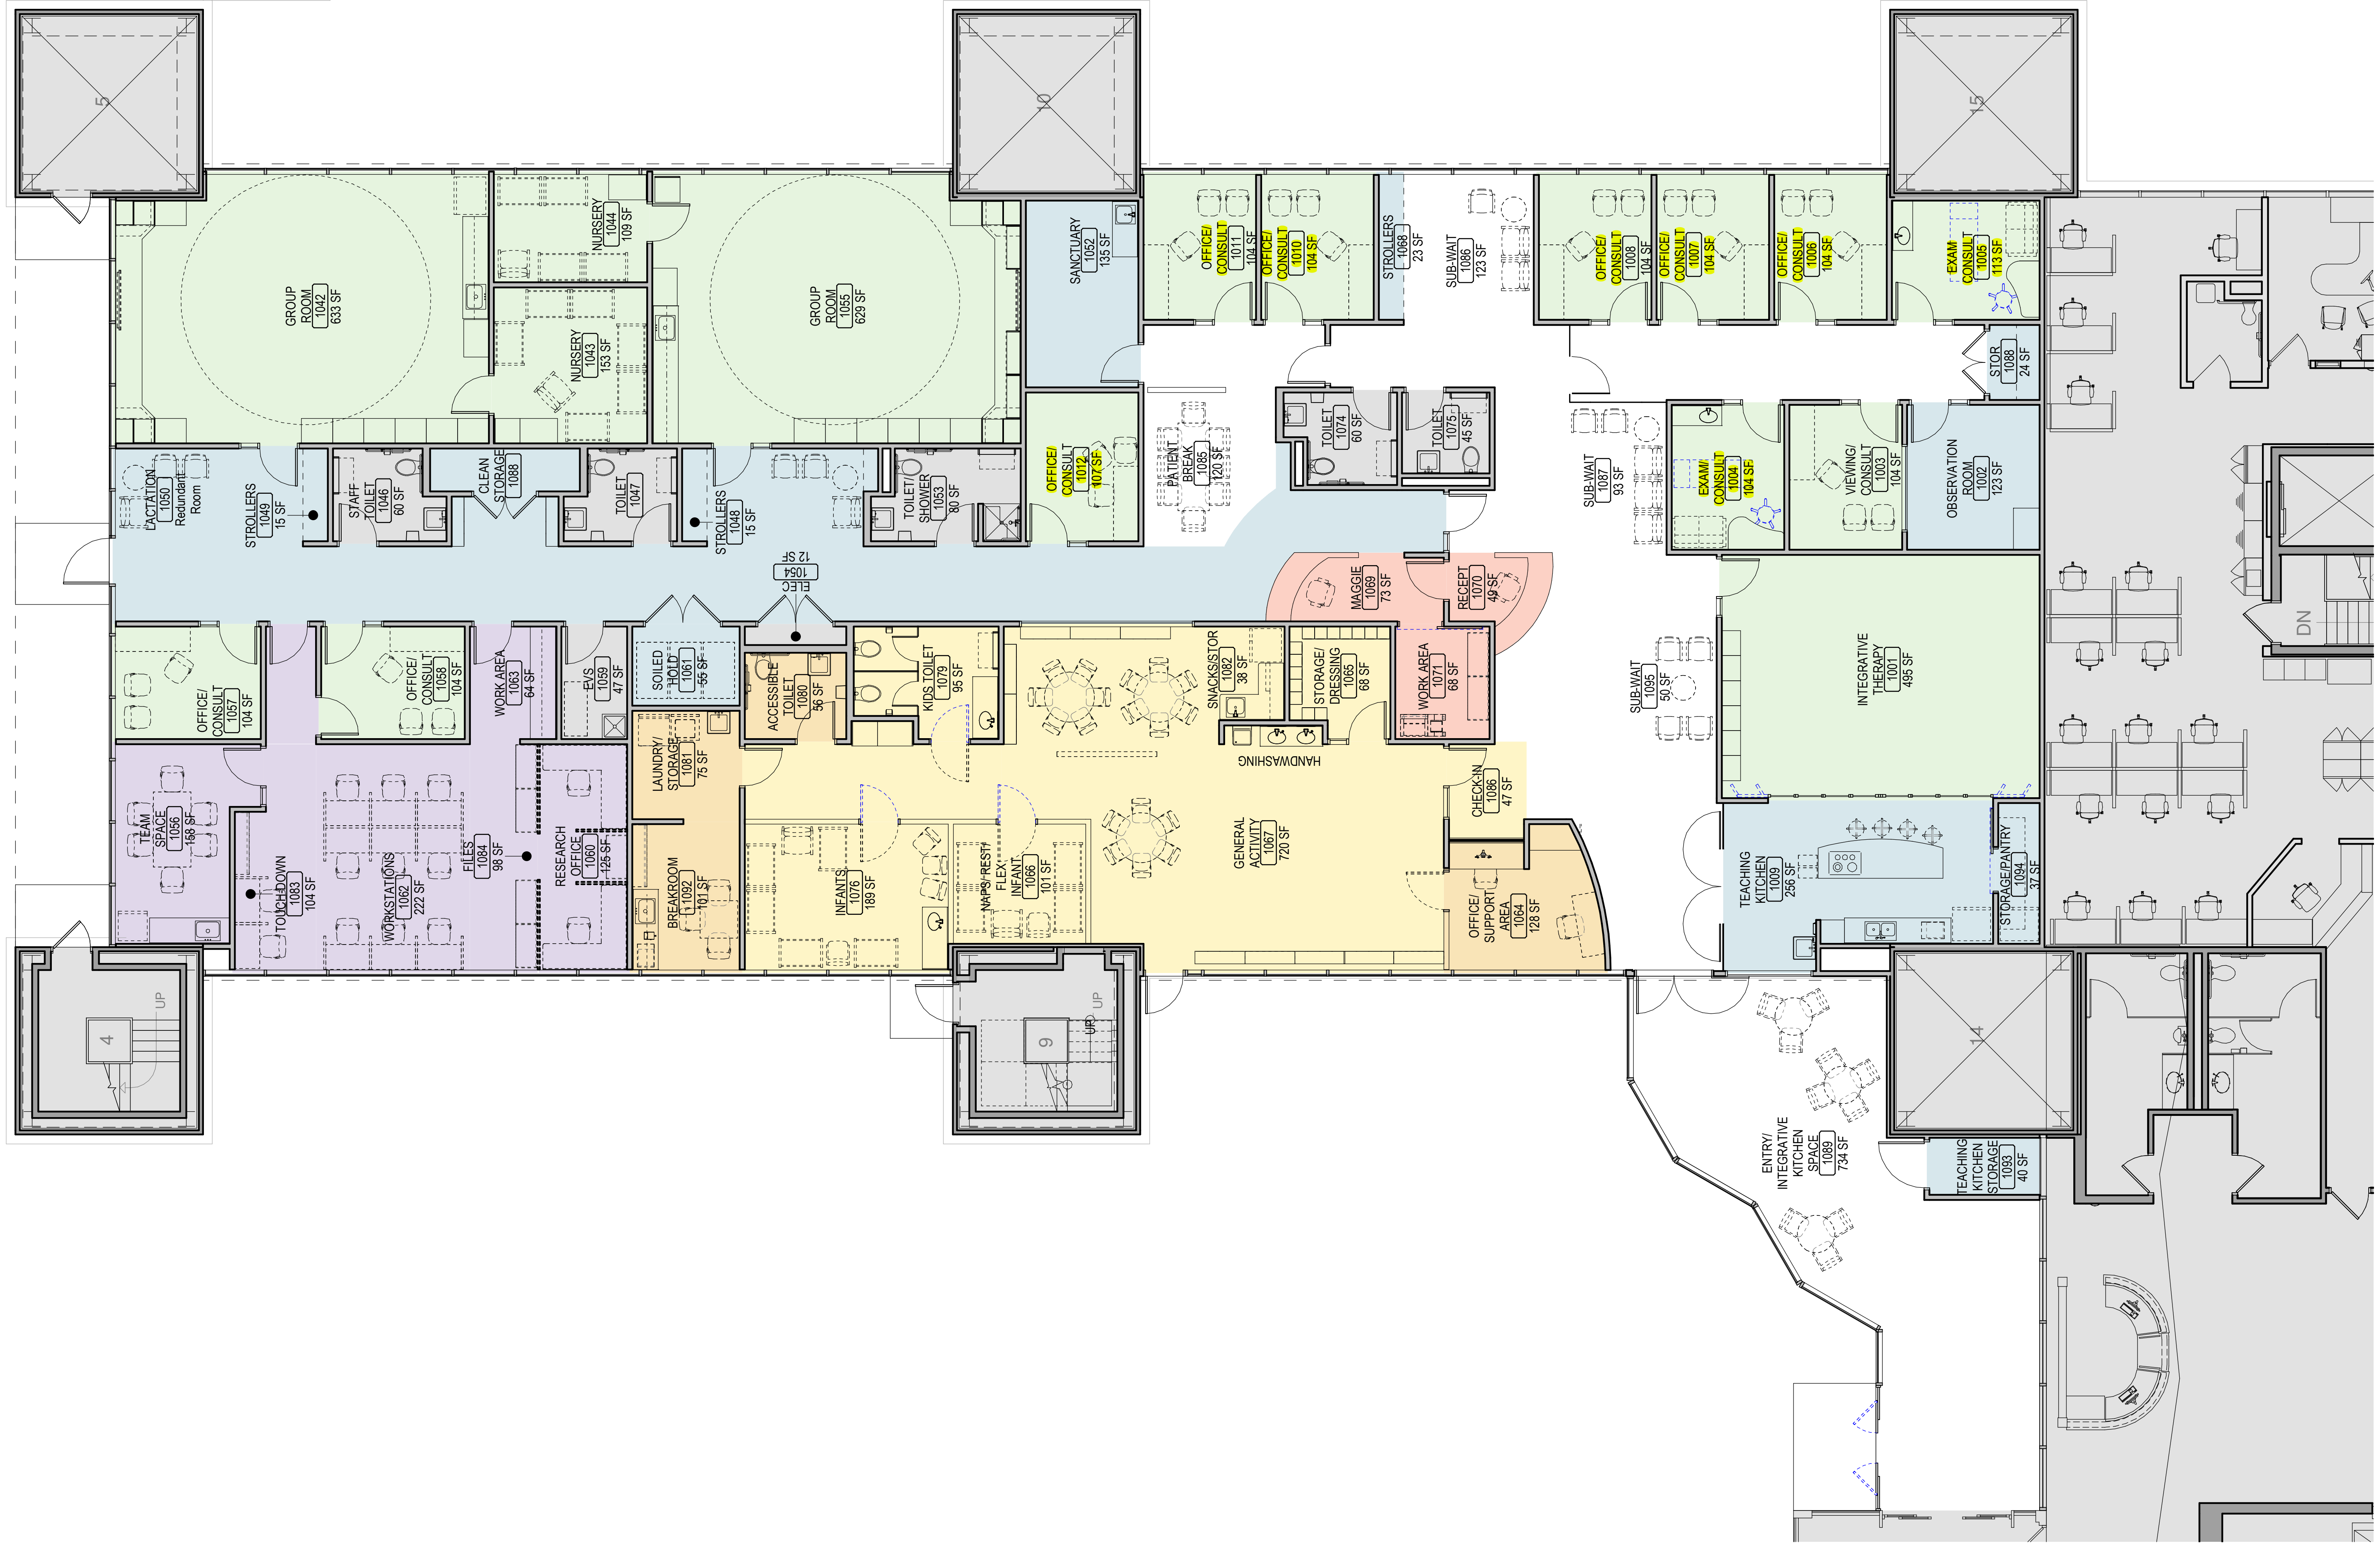 5
10
15
GROUP
ROOM
1042
633 SF
NURSERY
1044
109 SF
NURSERY
1043
153 SF
GROUP
ROOM
1055
629 SF
SANCTUARY
1052
135 SF
OFFICE/
CONSULT
1011
104 SF
OFFICE/
CONSULT
1010
104 SF
STROLLERS
1068
23 SF
SUB-WAIT
1086
123 SF
OFFICE/
CONSULT
1008
104 SF
OFFICE/
CONSULT
1007
104 SF
OFFICE/
CONSULT
1006
104 SF
EXAM
CONSULT
1005
113 SF
STOR
1088
24 SF
LACTATION
1050
Redundant
Room
STROLLERS
1049
15 SF
STAFF
TOILET
1046
60 SF
CLEAN
STORAGE
1088
TOILET
1047
STROLLERS
1048
15 SF
TOILET/
SHOWER
1053
80 SF
OFFICE/
CONSULT
1012
107 SF
PATIENT
BREAK
1085
120 SF
TOILET
1074
60 SF
TOILET
1075
45 SF
SUB-WAIT
1087
93 SF
EXAM/
CONSULT
1004
104 SF
VIEWING/
CONSULT
1003
104 SF
OBSERVATION
ROOM
1002
123 SF
ELEC
1054
12 SF
MAGGIE
1069
73 SF
RECEPT
1070
49 SF
OFFICE/
CONSULT
1057
104 SF
OFFICE/
CONSULT
1058
104 SF
WORK AREA
1063
64 SF
EVS
1059
47 SF
SOILED
HOLD
1061
55 SF
ACCESSIBLE
TOILET
1080
56 SF
KIDS TOILET
1079
95 SF
SNACKS/STOR
1082
38 SF
STORAGE/
DRESSING
1065
68 SF
WORK AREA
1071
68 SF
SUB-WAIT
1095
50 SF
INTEGRATIVE
THERAPY
1001
495 SF
DN
LAUNDRY/
STORAGE
1081
75 SF
HANDWASHING
CHECK-IN
1086
47 SF
TEAM
SPACE
1056
158 SF
TOUCH DOWN
1083
104 SF
WORKSTATIONS
1062
222 SF
FILES
1084
98 SF
RESEARCH
OFFICE
1060
125 SF
BREAKROOM
1092
101 SF
INFANTS
1076
189 SF
NAPS/ REST/
FLEX
INFANT
1066
101 SF
GENERAL
ACTIVITY
1067
720 SF
OFFICE/
SUPPORT
AREA
1064
128 SF
TEACHING
KITCHEN
1009
256 SF
STORAGE/PANTRY
1094
37 SF
4
UP
9
UP
UP
14
ENTRY/
INTEGRATIVE
KITCHEN
SPACE
1089
734 SF
TEACHING
KITCHEN
STORAGE
1093
40 SF